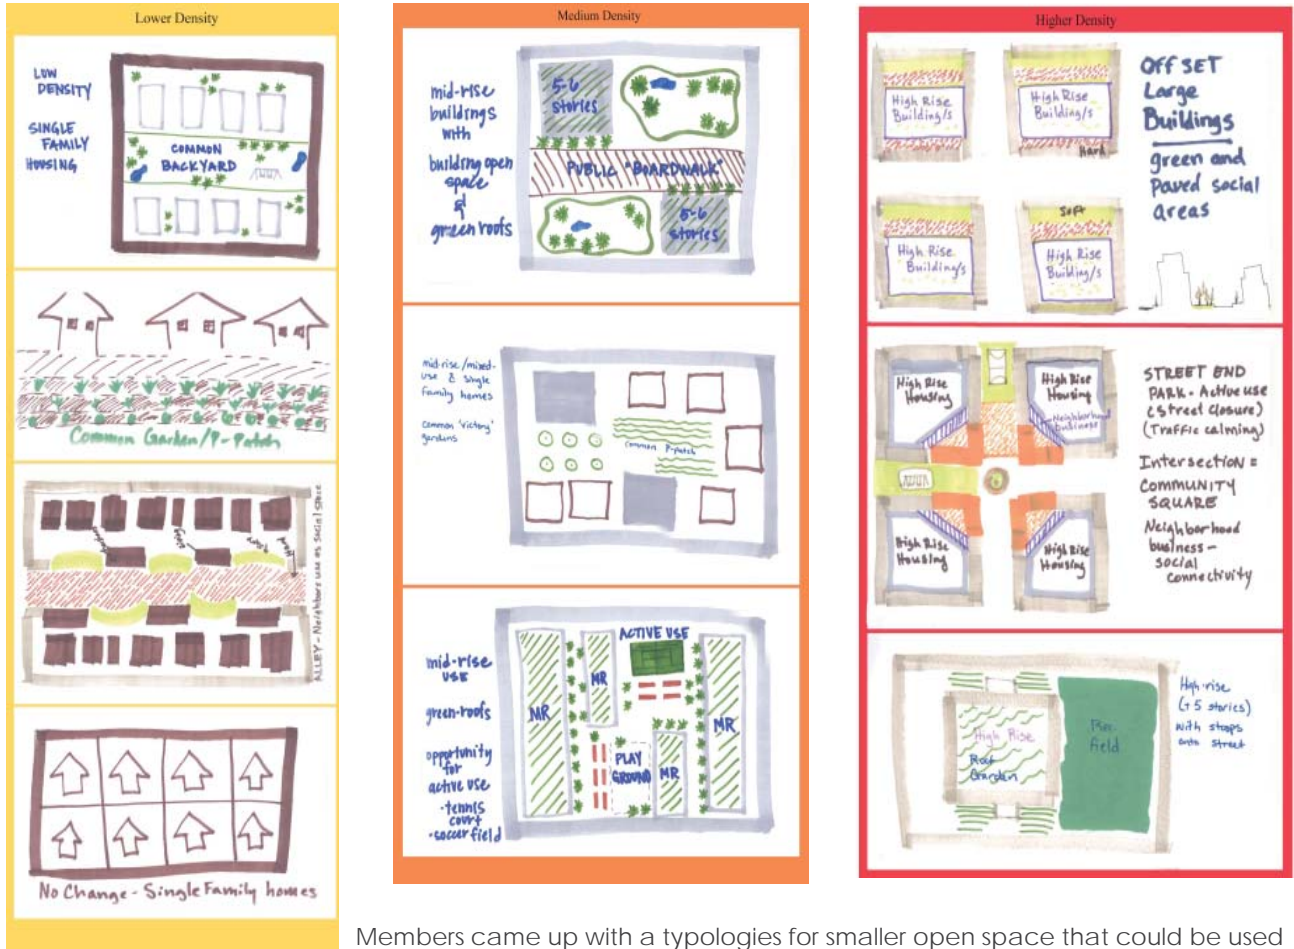 Lower Density
LOW
DENSITY
SINGLE
FAMILY
HOUSING
COMMON
BACKYARD
Common Garden/P-Patch
ALLEY - Neighbors use as social space
No Change - Single Family homes
Medium Density
mid-rise
buildings
with
building open
space
&
green roofs
5-6
stories
PUBLIC "BOARDWALK"
5-6
stories
mid-rise/mixed-
use & single
family homes
common 'victory'
gardens
common P-patch
mid-rise
USE
green-roofs
opportunity
for
active use
-tennis
court
-soccer field
ACTIVE USE
MR
MR
MR
PLAY
GROUND
MR
Higher Density
High Rise
Building/s
High Rise
Building/s
Hard
Soft
High Rise
Building/s
High Rise
Building/s
OFF SET
Large
Buildings
green and
paved social
areas
High Rise
Housing
High Rise
Housing
Neighborhood
business
High Rise
Housing
High Rise
Housing
STREET END
PARK - Active use
(Street closure)
(Traffic calming)
Intersection =
COMMUNITY
SQUARE
Neighborhood
business -
social
connectivity
High Rise
Roof
Garden
field
High-rise
(+5 stories)
with stoops
onto street
Members came up with a typologies for smaller open space that could be used